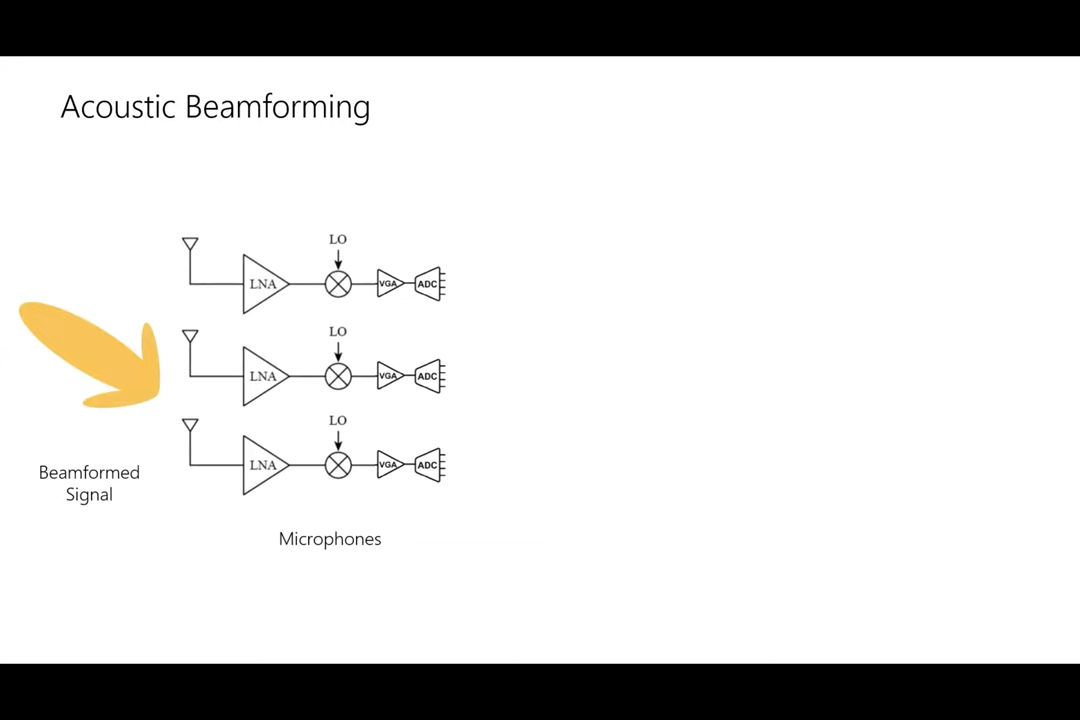 Acoustic Beamforming
LO
LNA
VGA
ADC
LO
LNA
VGA
ADC
LO
LNA
VGA
ADC
Beamformed
Signal
Microphones